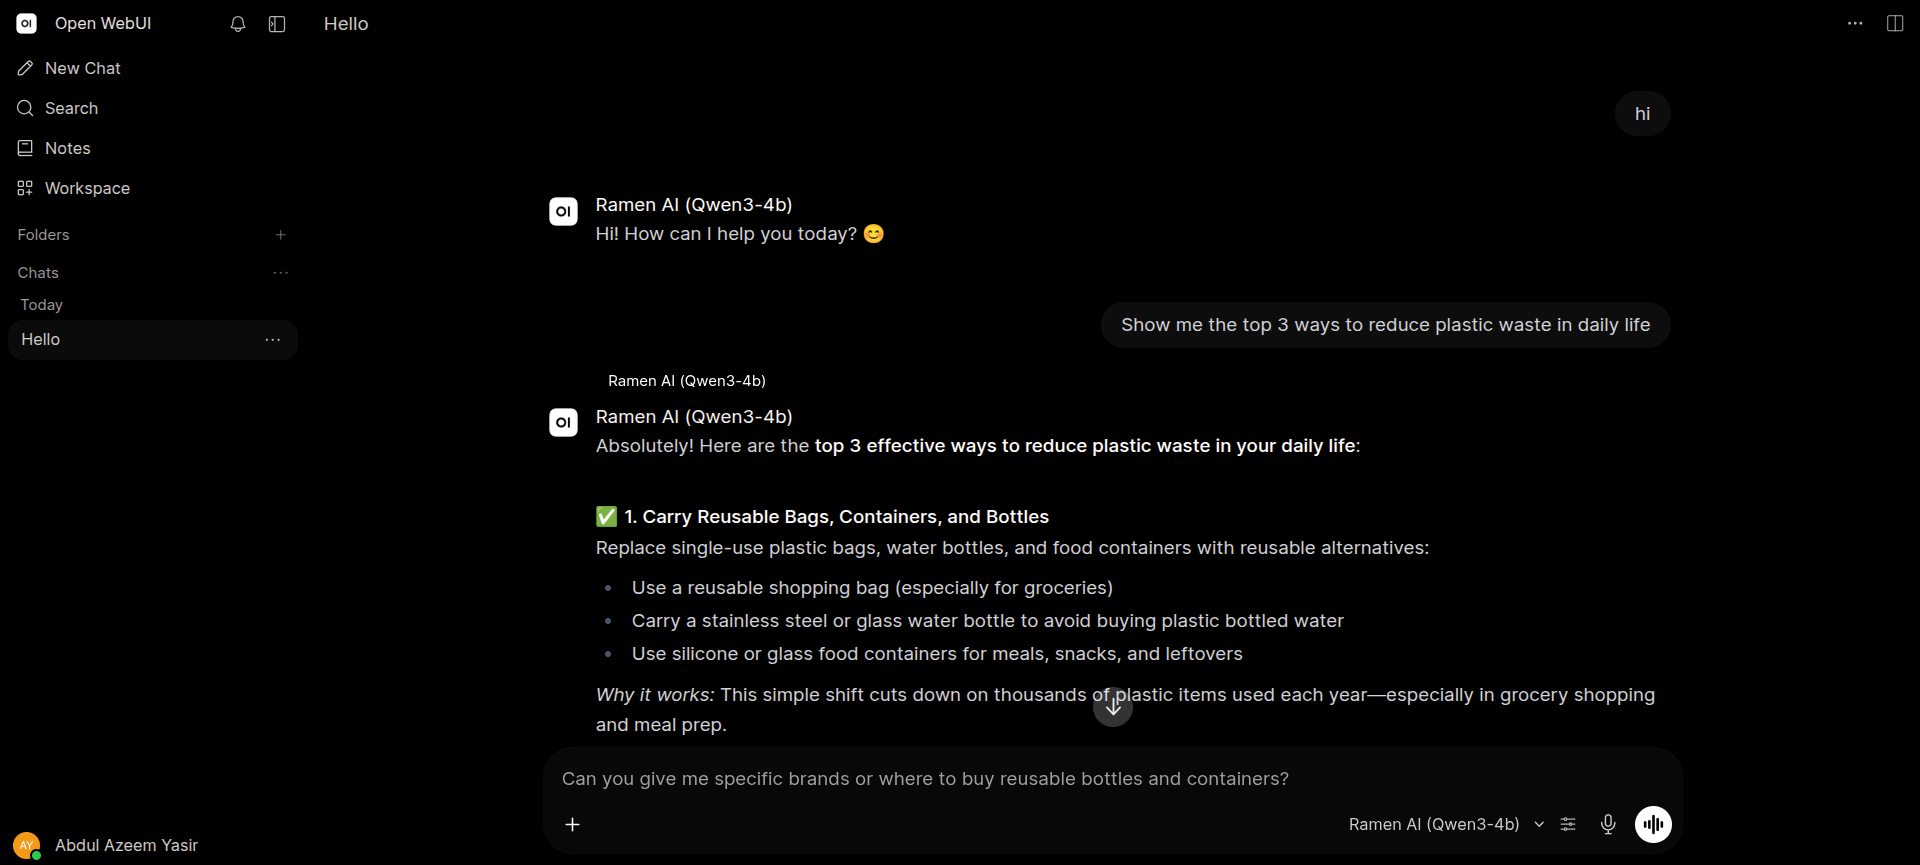 OI Open WebUI
New Chat
Search
Notes
Workspace
Folders
Chats
Today
Hello
AY Abdul Azeem Yasir
Hello
hi
OI Ramen AI (Qwen3-4b)
Hi! How can I help you today? 😊
Show me the top 3 ways to reduce plastic waste in daily life
Ramen AI (Qwen3-4b)
OI Ramen AI (Qwen3-4b)
Absolutely! Here are the top 3 effective ways to reduce plastic waste in your daily life:
✅ 1. Carry Reusable Bags, Containers, and Bottles
Replace single-use plastic bags, water bottles, and food containers with reusable alternatives:
• Use a reusable shopping bag (especially for groceries)
• Carry a stainless steel or glass water bottle to avoid buying plastic bottled water
• Use silicone or glass food containers for meals, snacks, and leftovers
Why it works: This simple shift cuts down on thousands of plastic items used each year—especially in grocery shopping
and meal prep.
Can you give me specific brands or where to buy reusable bottles and containers?
Ramen AI (Qwen3-4b)